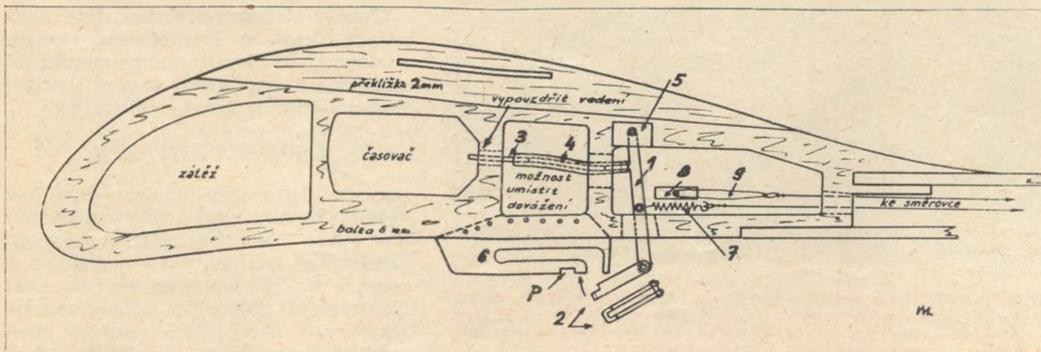 překližka 2mm
vypouzdřit vedení
5
zátěž
časovač
3
4
1
8
9
možnost
umístit
dovážení
ke směrovce
balsa 6 mm
6
7
P
2
m.